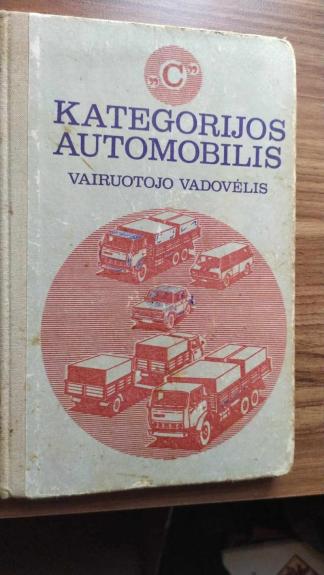 „C”
KATEGORIJOS
AUTOMOBILIS
VAIRUOTOJO VADOVĖLIS